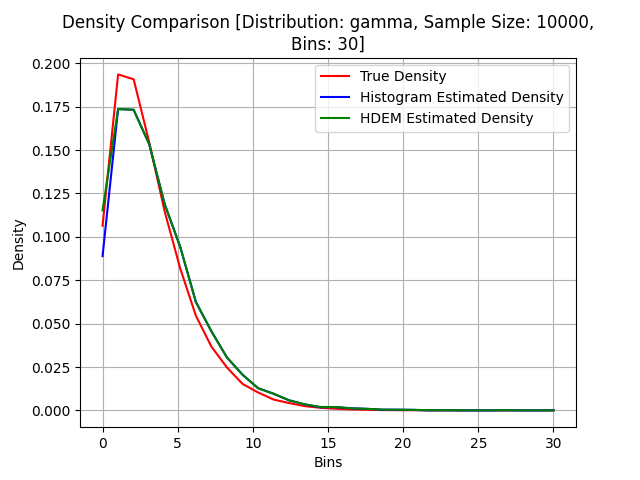 Density Comparison [Distribution: gamma, Sample Size: 10000,
Bins: 30]
True Density
Histogram Estimated Density
HDEM Estimated Density
Density
0.200
0.175
0.150
0.125
0.100
0.075
0.050
0.025
0.000
0 5 10 15 20 25 30
Bins